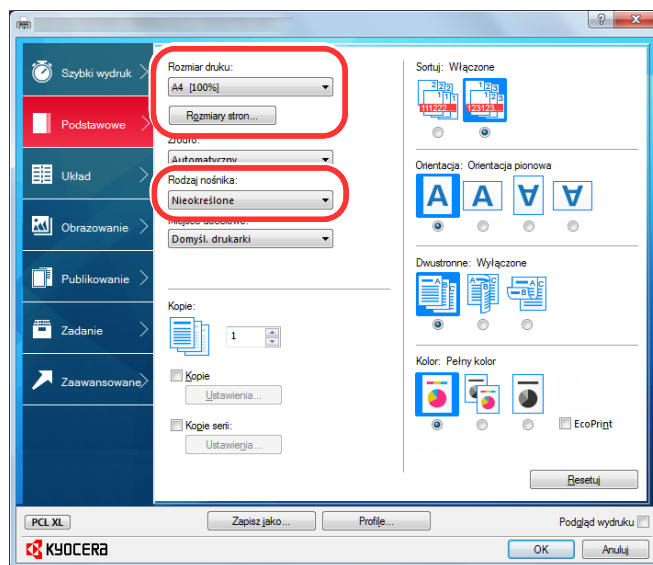 Szybki wydruk
Podstawowe
Układ
Obrazowanie
Publikowanie
Zadanie
Zaawansowane
Rozmiar druku:
A4 [100%]
Rozmiary stron...
Źródło:
Automatyczny
Rodzaj nośnika:
Nieokreślone
Miejsce docelowe:
Domyśl. drukarki
Kopie:
1
Kopie
Ustawienia...
Kopie serii:
Ustawienia...
Sortuj: Włączone
Orientacja: Orientacja pionowa
A A A A
Dwustronne: Wyłączone
Kolor: Pełny kolor
EcoPrint
Resetuj
PCL XL
Zapisz jako...
Profile...
Podgląd wydruku
KYOCERA
OK
Anuluj